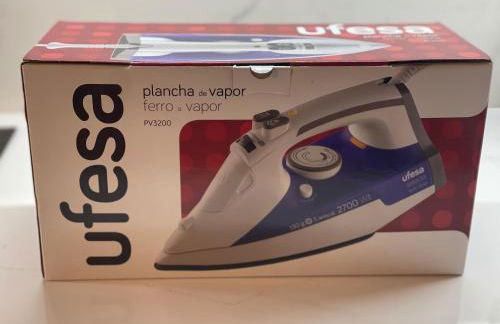 ufesa
ufesa
plancha de vapor
ferro a vapor
PV3200
ufesa
2700 W